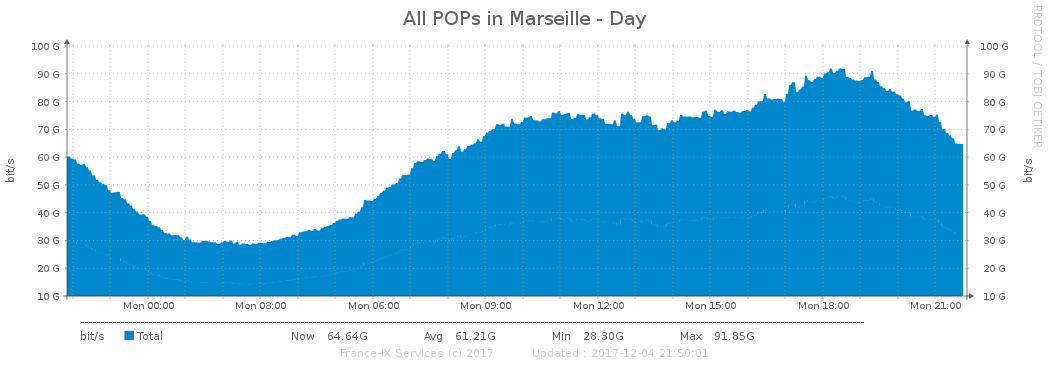 All POPs in Marseille - Day
RRDTOOL / TOBI OETIKER
bit/s
100 G
90 G
80 G
70 G
60 G
50 G
40 G
30 G
20 G
10 G
100 G
90 G
80 G
70 G
60 G
50 G
40 G
30 G
20 G
10 G
bit/s
Mon 00:00 Mon 03:00 Mon 06:00 Mon 09:00 Mon 12:00 Mon 15:00 Mon 18:00 Mon 21:00
bit/s Total Now 64.64G Avg 61.21G Min 28.30G Max 91.85G
France-IX Services (c) 2017 Updated : 2017-12-04 21:50:01